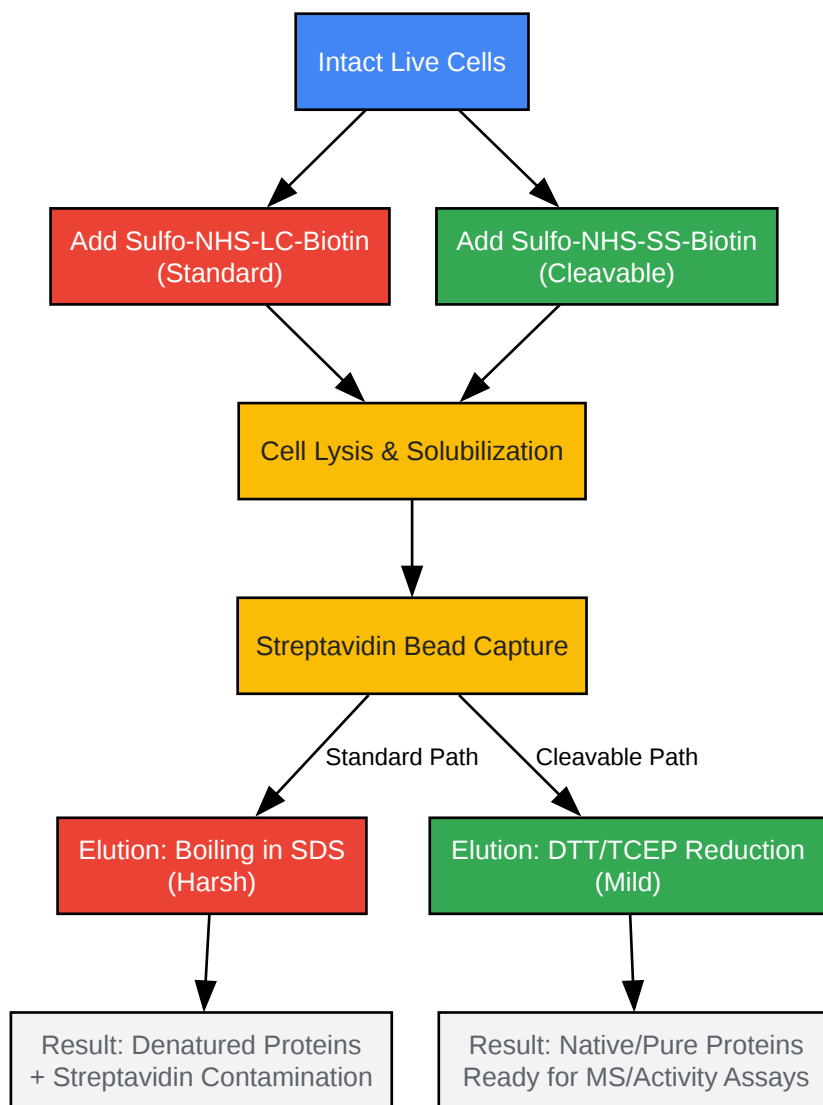 Intact Live Cells
Add Sulfo-NHS-LC-Biotin
(Standard)
Add Sulfo-NHS-SS-Biotin
(Cleavable)
Cell Lysis & Solubilization
Streptavidin Bead Capture
Standard Path
Cleavable Path
Elution: Boiling in SDS
(Harsh)
Elution: DTT/TCEP Reduction
(Mild)
Result: Denatured Proteins
+ Streptavidin Contamination
Result: Native/Pure Proteins
Ready for MS/Activity Assays